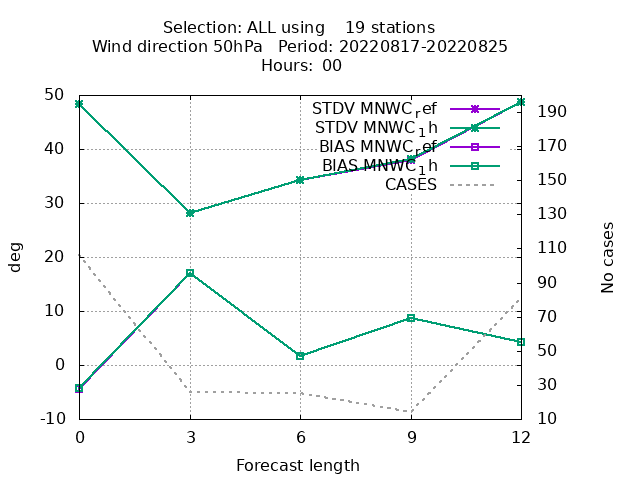 Selection: ALL using 19 stations
Wind direction 50hPa Period: 20220817-20220825
Hours: 00
50
40
30
20
10
0
-10
190
170
150
130
110
90
70
50
30
10
STDV MNWC_ref
STDV MNWC_1h
BIAS MNWC_ref
BIAS MNWC_1h
CASES
deg
No cases
0 3 6 9 12
Forecast length